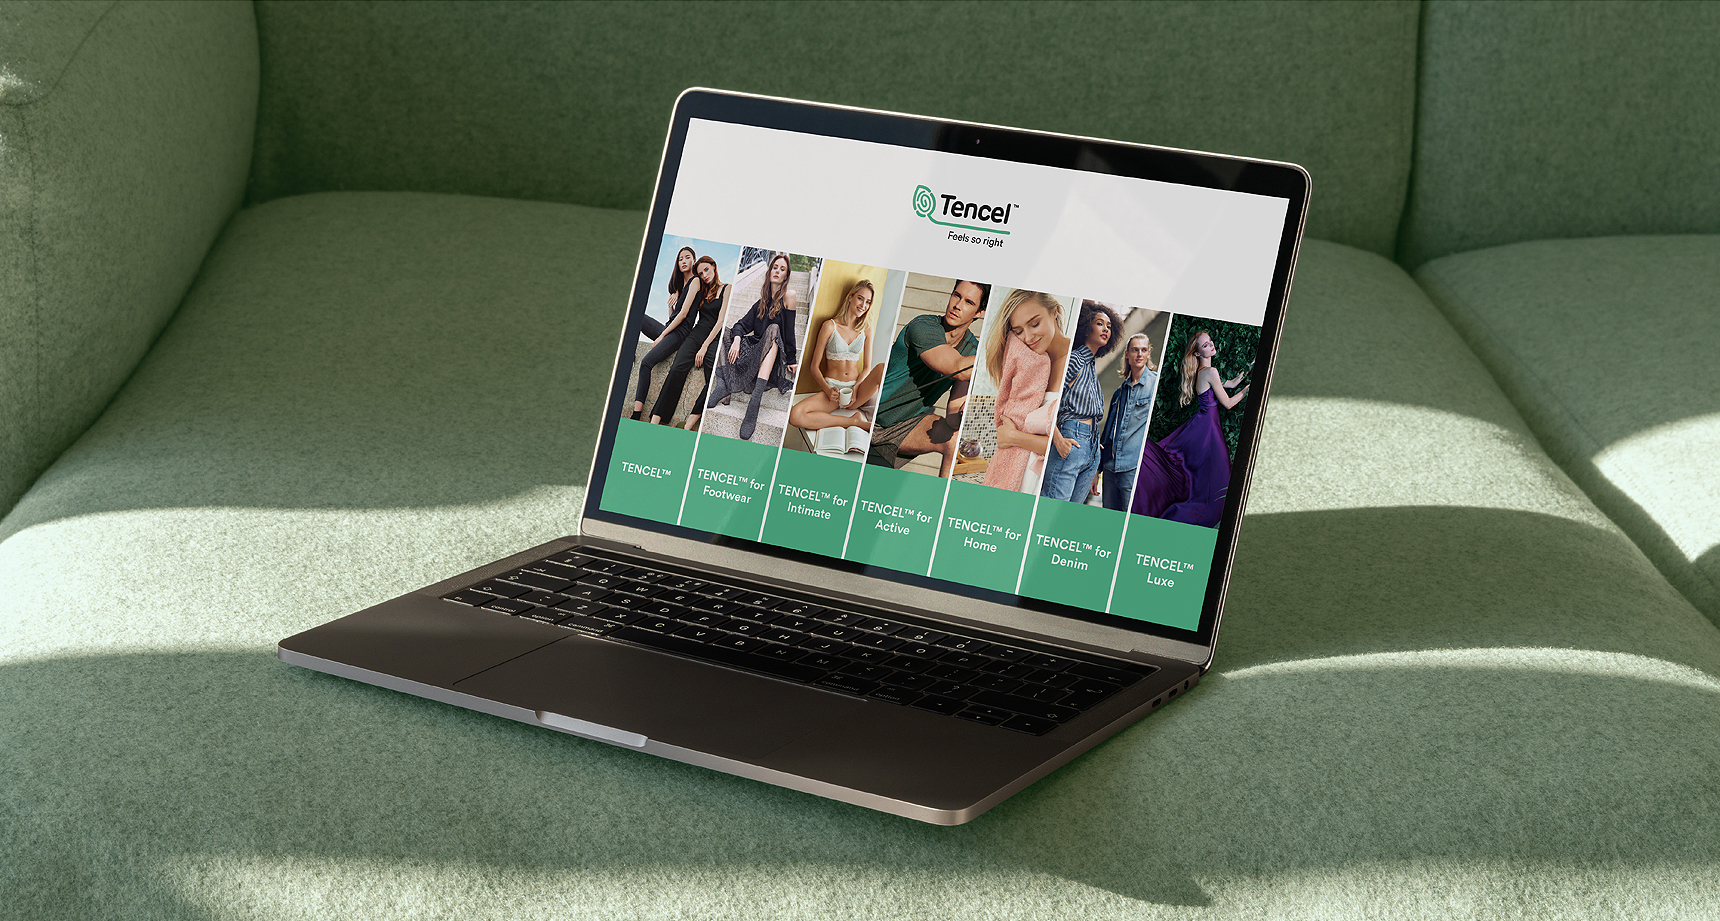 Tencel™
Feels so right
TENCEL™
TENCEL™ for
Footwear
TENCEL™ for
Intimate
TENCEL™ for
Active
TENCEL™ for
Home
TENCEL™ for
Denim
TENCEL™
Luxe